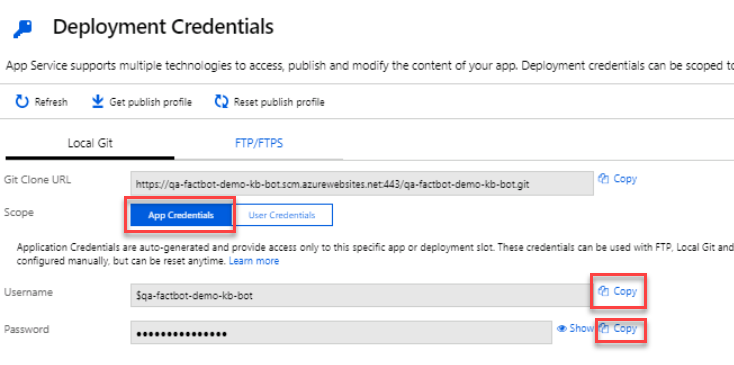 Deployment Credentials
App Service supports multiple technologies to access, publish and modify the content of your app. Deployment credentials can be scoped to
Refresh Get publish profile Reset publish profile
Local Git FTP/FTPS
Git Clone URL https://qa-factbot-demo-kb-bot.scm.azurewebsites.net:443/qa-factbot-demo-kb-bot.git Copy
Scope App Credentials User Credentials
Application Credentials are auto-generated and provide access only to this specific app or deployment slot. These credentials can be used with FTP, Local Git and
configured manually, but can be reset anytime. Learn more
Username $qa-factbot-demo-kb-bot Copy
Password ••••••••••••••• Show Copy